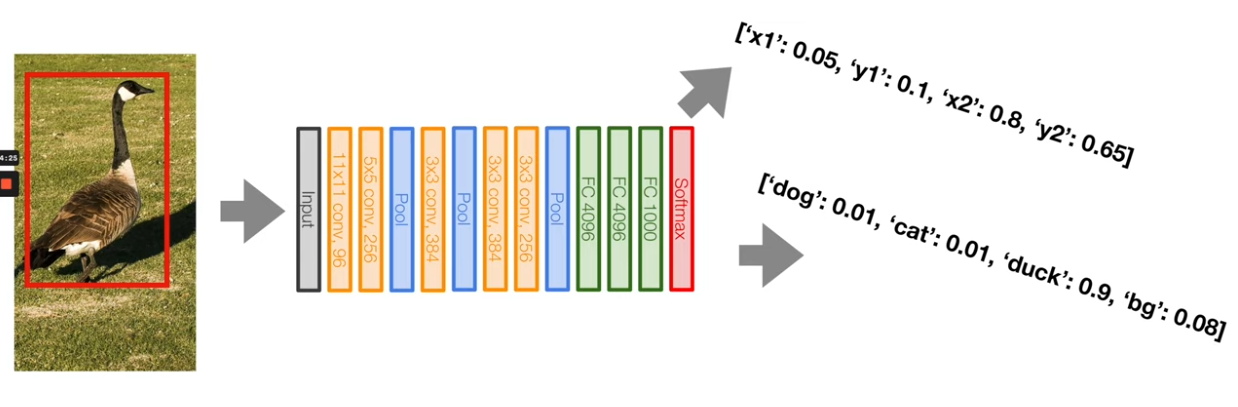 4:25
Input
11x11 conv, 96
5x5 conv, 256
Pool
3x3 conv, 384
Pool
3x3 conv, 384
3x3 conv, 256
Pool
FC 4096
FC 4096
FC 1000
Softmax
['x1': 0.05, 'y1': 0.1, 'x2': 0.8, 'y2': 0.65]
['dog': 0.01, 'cat': 0.01, 'duck': 0.9, 'bg': 0.08]